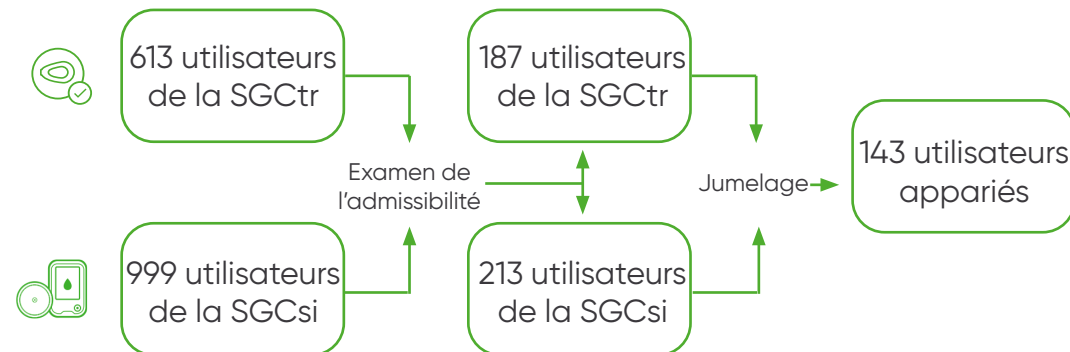 613 utilisateurs
de la SGCtr
187 utilisateurs
de la SGCtr
Examen de
l’admissibilité
Jumelage
143 utilisateurs
appariés
999 utilisateurs
de la SGCsi
213 utilisateurs
de la SGCsi